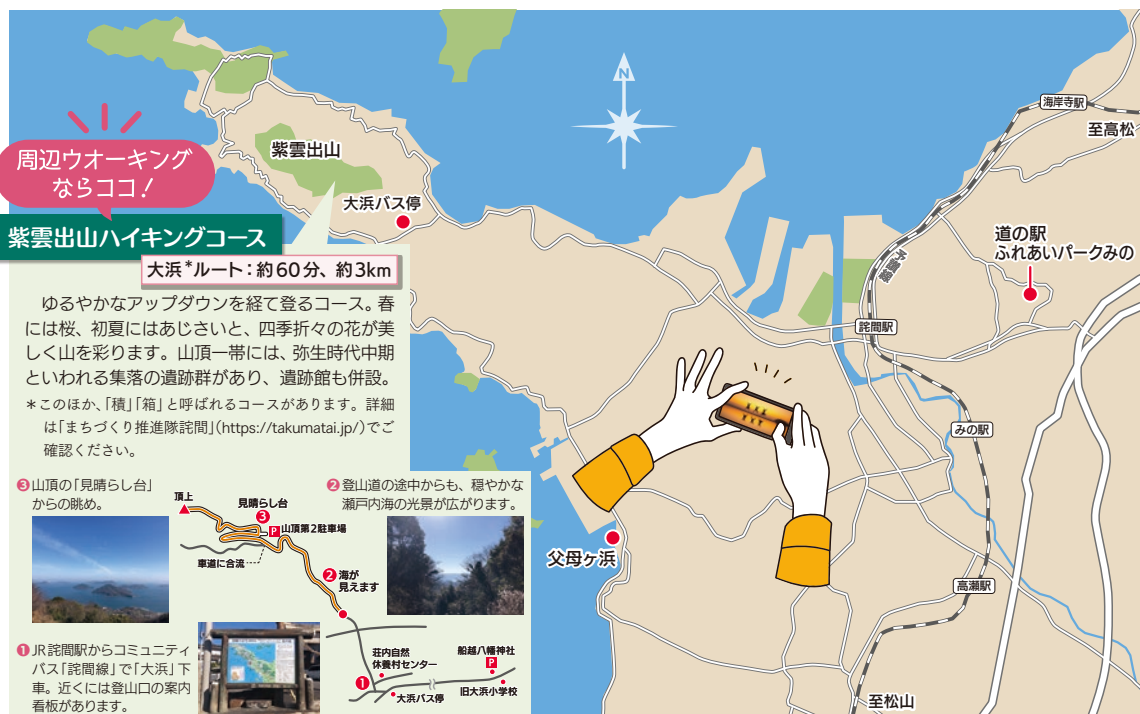 周辺ウオーキング
ならココ!
紫雲出山ハイキングコース
大浜*ルート:約60分、約3km
ゆるやかなアップダウンを経て登るコース。春
には桜、初夏にはあじさいと、四季折々の花が美
しく山を彩ります。山頂一帯には、弥生時代中期
といわれる集落の遺跡群があり、遺跡館も併設。
*このほか、「積」「箱」と呼ばれるコースがあります。詳細
は「まちづくり推進隊詫間」(https://takumatai.jp/)でご
確認ください。
❸山頂の「見晴らし台」
からの眺め。
❷登山道の途中からも、穏やかな
瀬戸内海の光景が広がります。
頂上
見晴らし台
❸
P 山頂第2駐車場
車道に合流
❷海が
見えます
❶JR詫間駅からコミュニティ
バス「詫間線」で「大浜」下
車。近くには登山口の案内
看板があります。
荘内自然
休養村センター
❶
大浜バス停
船越八幡神社
P
旧大浜小学校
紫雲出山
大浜バス停
N
海岸寺駅
至高松
道の駅
ふれあいパークみの
予讃線
詫間駅
みの駅
父母ヶ浜
高瀬駅
至松山